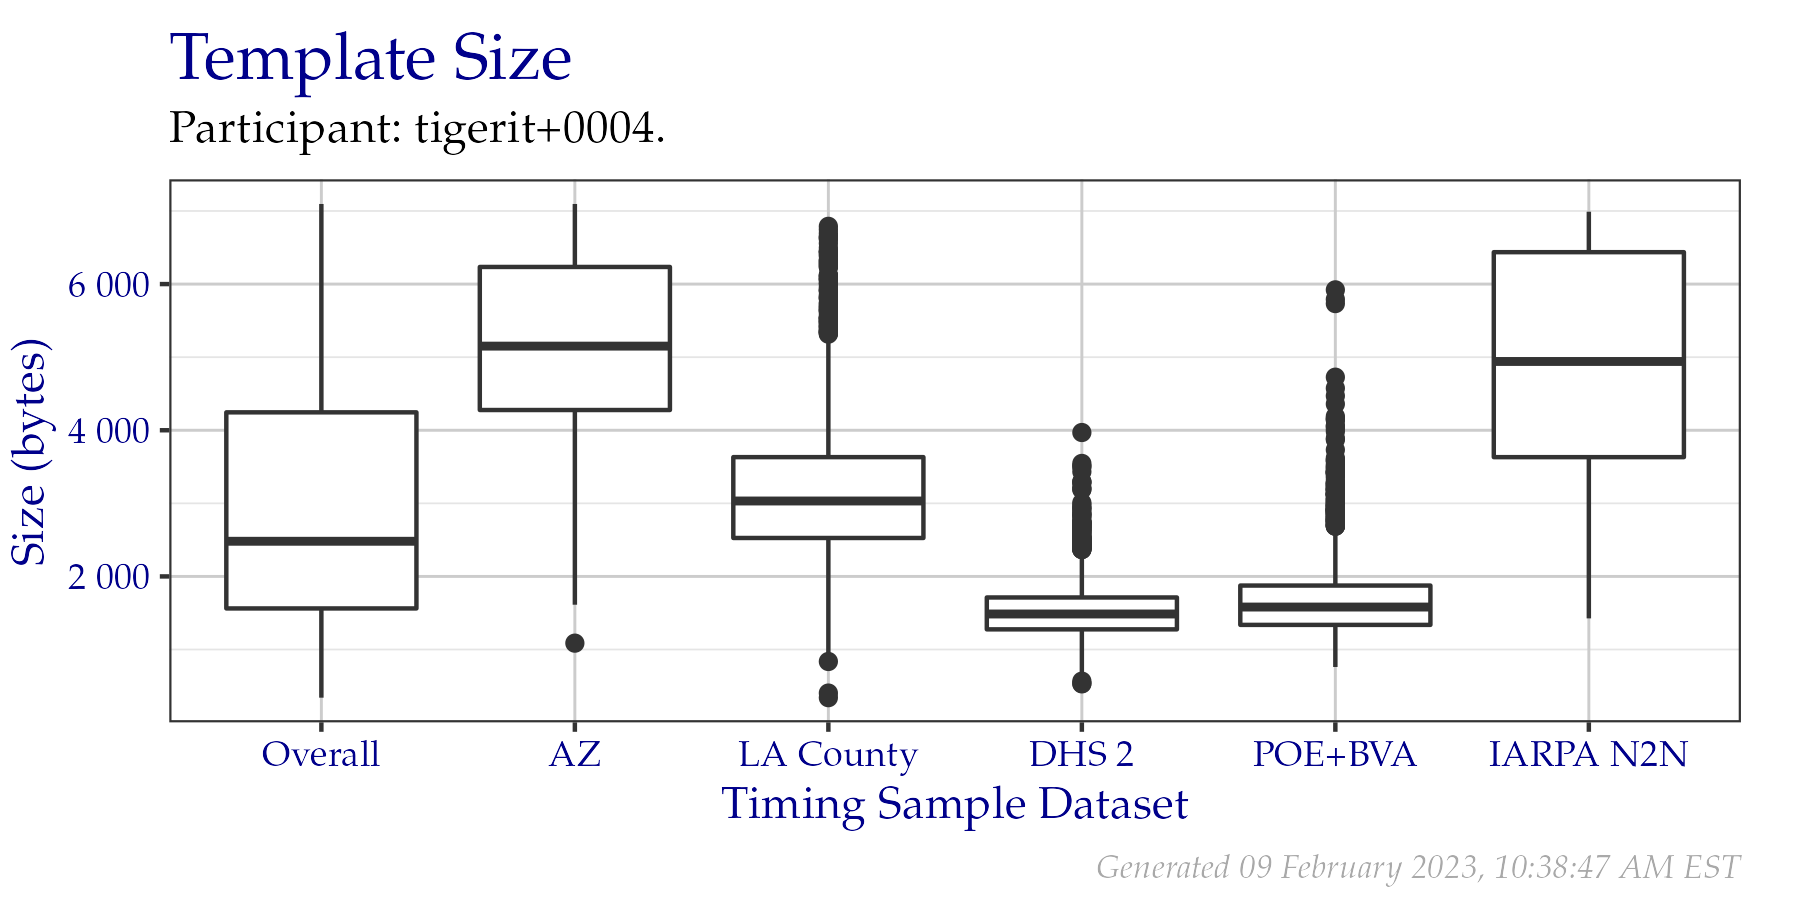 Template Size
Participant: tigerit+0004.
Size (bytes)
6 000
4 000
2 000
Overall AZ LA County DHS 2 POE+BVA IARPA N2N
Timing Sample Dataset
Generated 09 February 2023, 10:38:47 AM EST